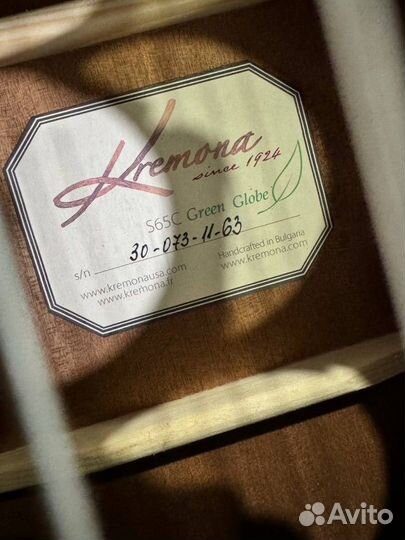 Kremona
since 1924
S65C Green Globe
s/n 30-073-11-63
www.kremonausa.com
www.kremona.fr
Handcrafted in Bulgaria
www.kremona.com
Avito